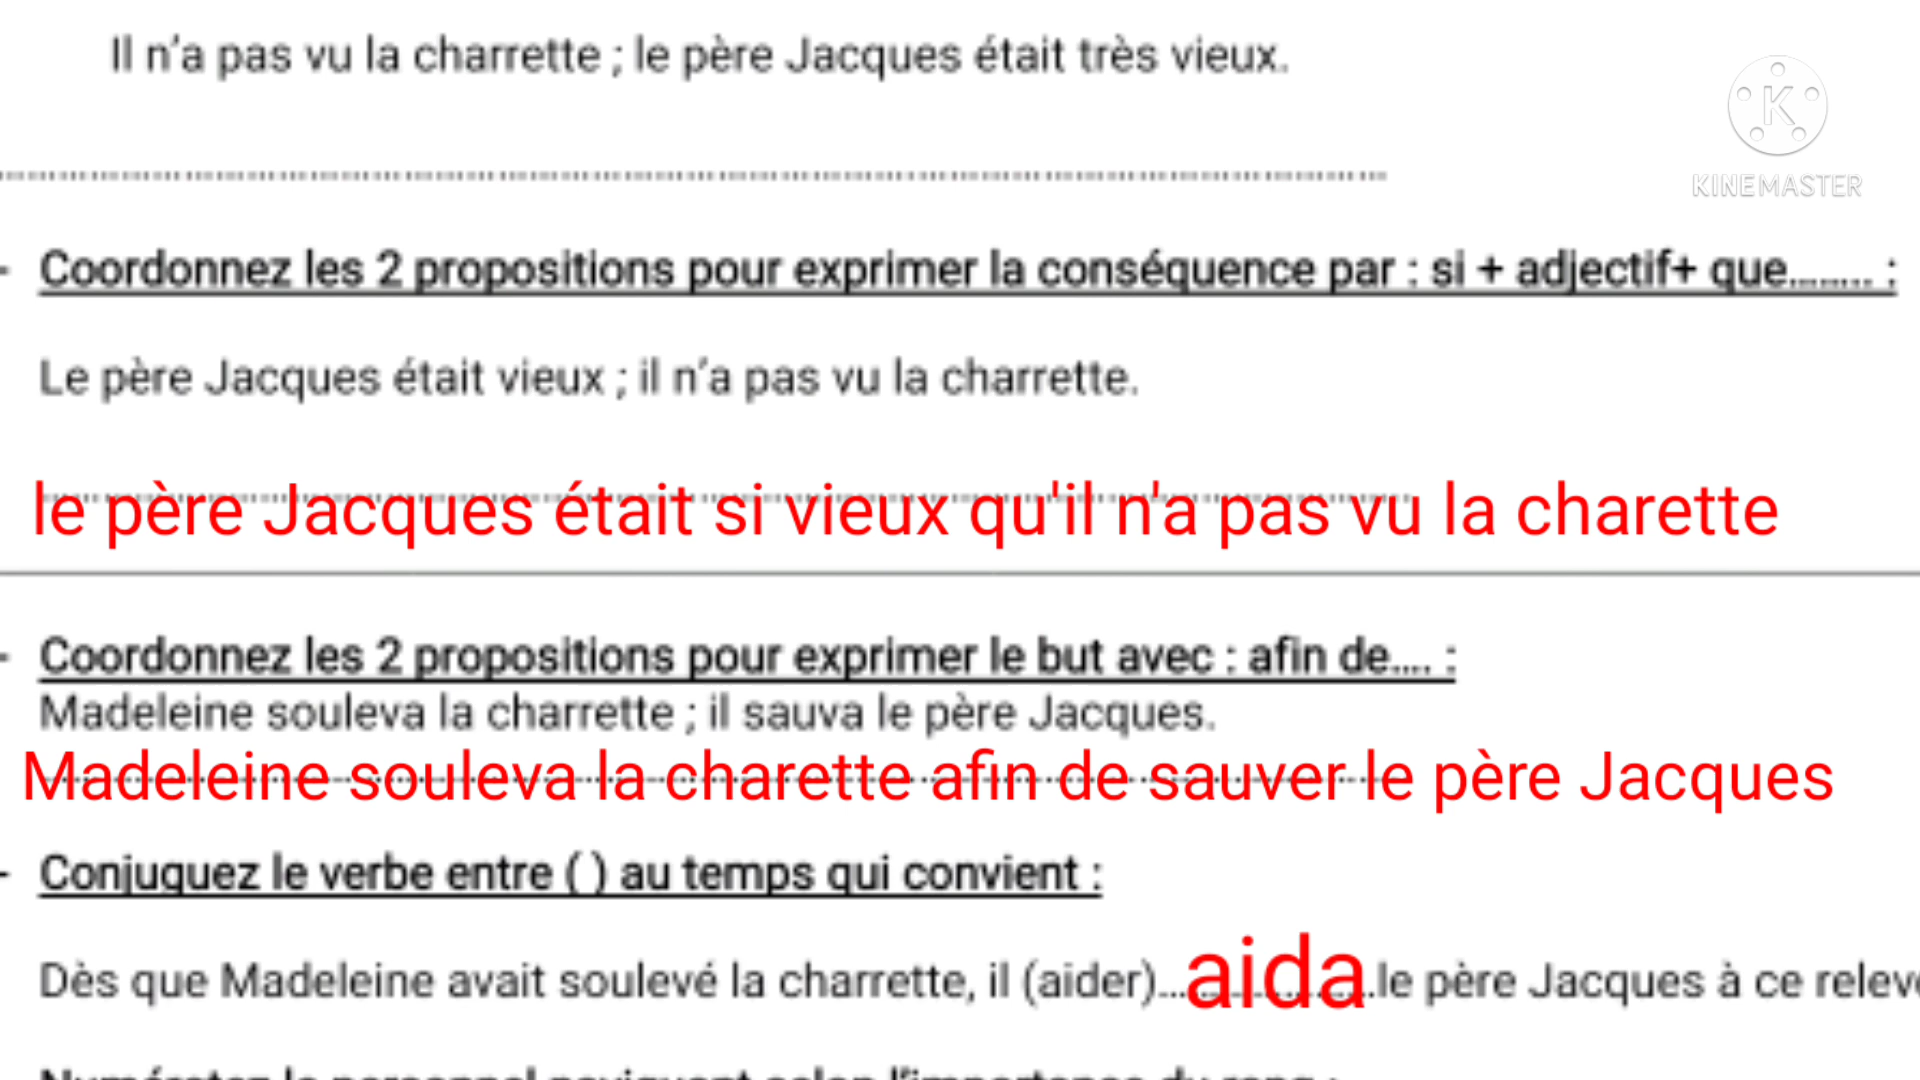 Il n'a pas vu la charrette ; le père Jacques était très vieux.
KINEMASTER
- Coordonnez les 2 propositions pour exprimer la conséquence par : si + adjectif+ que........ :
Le père Jacques était vieux ; il n'a pas vu la charrette.
le père Jacques était si vieux qu'il n'a pas vu la charette
- Coordonnez les 2 propositions pour exprimer le but avec : afin de.... :
Madeleine souleva la charrette ; il sauva le père Jacques.
Madeleine souleva la charette afin de sauver le père Jacques
- Conjuguez le verbe entre ( ) au temps qui convient :
Dès que Madeleine avait soulevé la charrette, il (aider)... aida .le père Jacques à ce